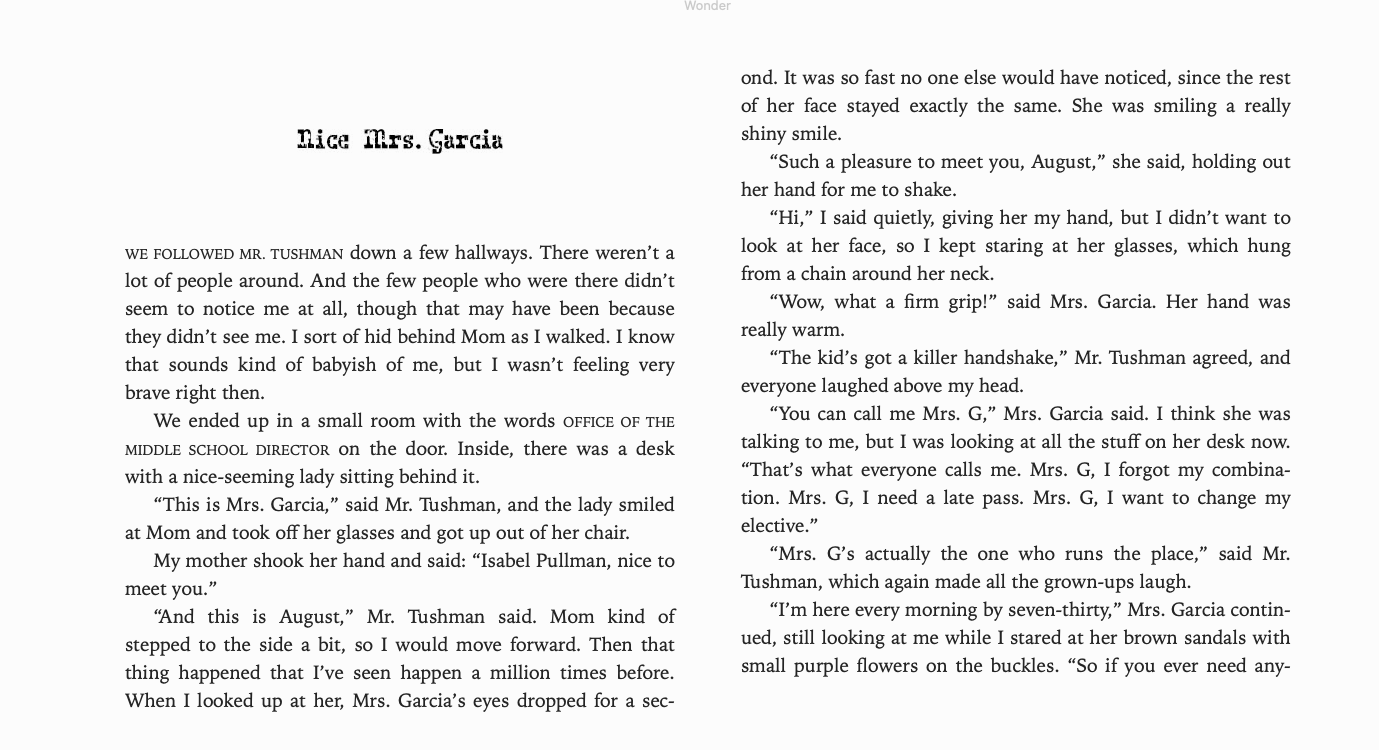 Wonder
Nice Mrs. Garcia
WE FOLLOWED MR. TUSHMAN down a few hallways. There weren’t a
lot of people around. And the few people who were there didn’t
seem to notice me at all, though that may have been because
they didn’t see me. I sort of hid behind Mom as I walked. I know
that sounds kind of babyish of me, but I wasn’t feeling very
brave right then.
We ended up in a small room with the words OFFICE OF THE
MIDDLE SCHOOL DIRECTOR on the door. Inside, there was a desk
with a nice-seeming lady sitting behind it.
“This is Mrs. Garcia,” said Mr. Tushman, and the lady smiled
at Mom and took off her glasses and got up out of her chair.
My mother shook her hand and said: “Isabel Pullman, nice to
meet you.”
“And this is August,” Mr. Tushman said. Mom kind of
stepped to the side a bit, so I would move forward. Then that
thing happened that I’ve seen happen a million times before.
When I looked up at her, Mrs. Garcia’s eyes dropped for a sec-
ond. It was so fast no one else would have noticed, since the rest
of her face stayed exactly the same. She was smiling a really
shiny smile.
“Such a pleasure to meet you, August,” she said, holding out
her hand for me to shake.
“Hi,” I said quietly, giving her my hand, but I didn’t want to
look at her face, so I kept staring at her glasses, which hung
from a chain around her neck.
“Wow, what a firm grip!” said Mrs. Garcia. Her hand was
really warm.
“The kid’s got a killer handshake,” Mr. Tushman agreed, and
everyone laughed above my head.
“You can call me Mrs. G,” Mrs. Garcia said. I think she was
talking to me, but I was looking at all the stuff on her desk now.
“That’s what everyone calls me. Mrs. G, I forgot my combina-
tion. Mrs. G, I need a late pass. Mrs. G, I want to change my
elective.”
“Mrs. G’s actually the one who runs the place,” said Mr.
Tushman, which again made all the grown-ups laugh.
“I’m here every morning by seven-thirty,” Mrs. Garcia contin-
ued, still looking at me while I stared at her brown sandals with
small purple flowers on the buckles. “So if you ever need any-